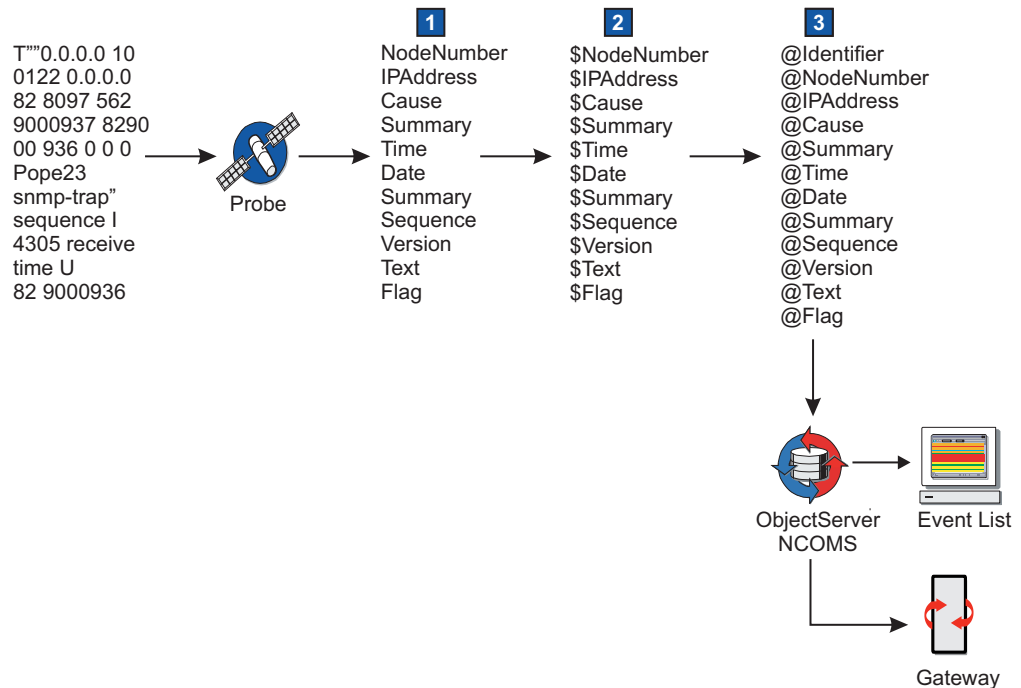 T””0.0.0.0 10
0122 0.0.0.0
82 8097 562
9000937 8290
00 936 0 0 0
Pope23
snmp-trap”
sequence I
4305 receive
time U
82 9000936
Probe
1
NodeNumber
IPAddress
Cause
Summary
Time
Date
Summary
Sequence
Version
Text
Flag
2
$NodeNumber
$IPAddress
$Cause
$Summary
$Time
$Date
$Summary
$Sequence
$Version
$Text
$Flag
3
@Identifier
@NodeNumber
@IPAddress
@Cause
@Summary
@Time
@Date
@Summary
@Sequence
@Version
@Text
@Flag
ObjectServer
NCOMS
Event List
Gateway